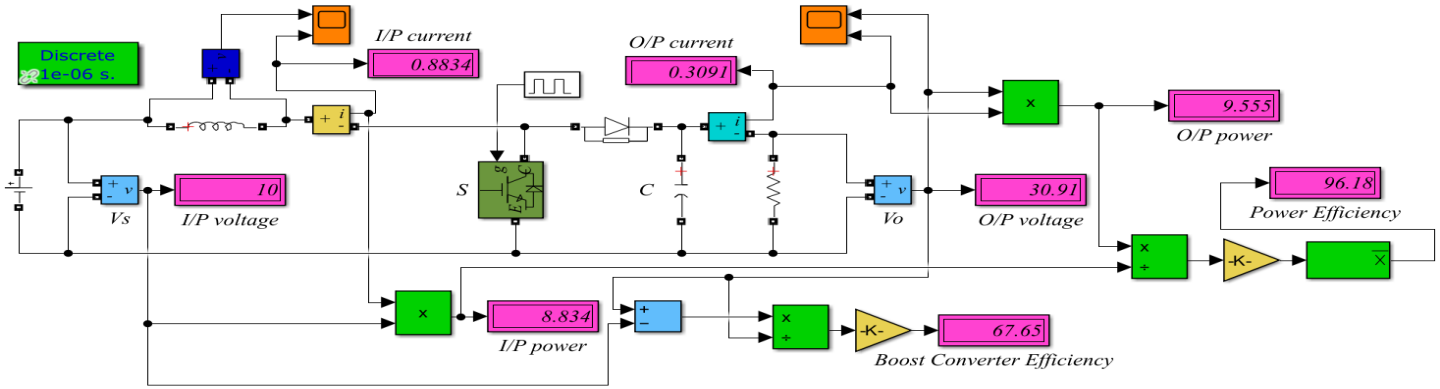 Discrete
1e-06 s.
I/P current
0.8834
O/P current
0.3091
+ -
+ i -
+ i -
×
9.555
O/P power
g C
E
S
C
+ v -
Vs
10
I/P voltage
+ v -
Vo
30.91
O/P voltage
96.18
Power Efficiency
×
÷
-K-
x
×
8.834
I/P power
+
−
×
÷
-K-
67.65
Boost Converter Efficiency